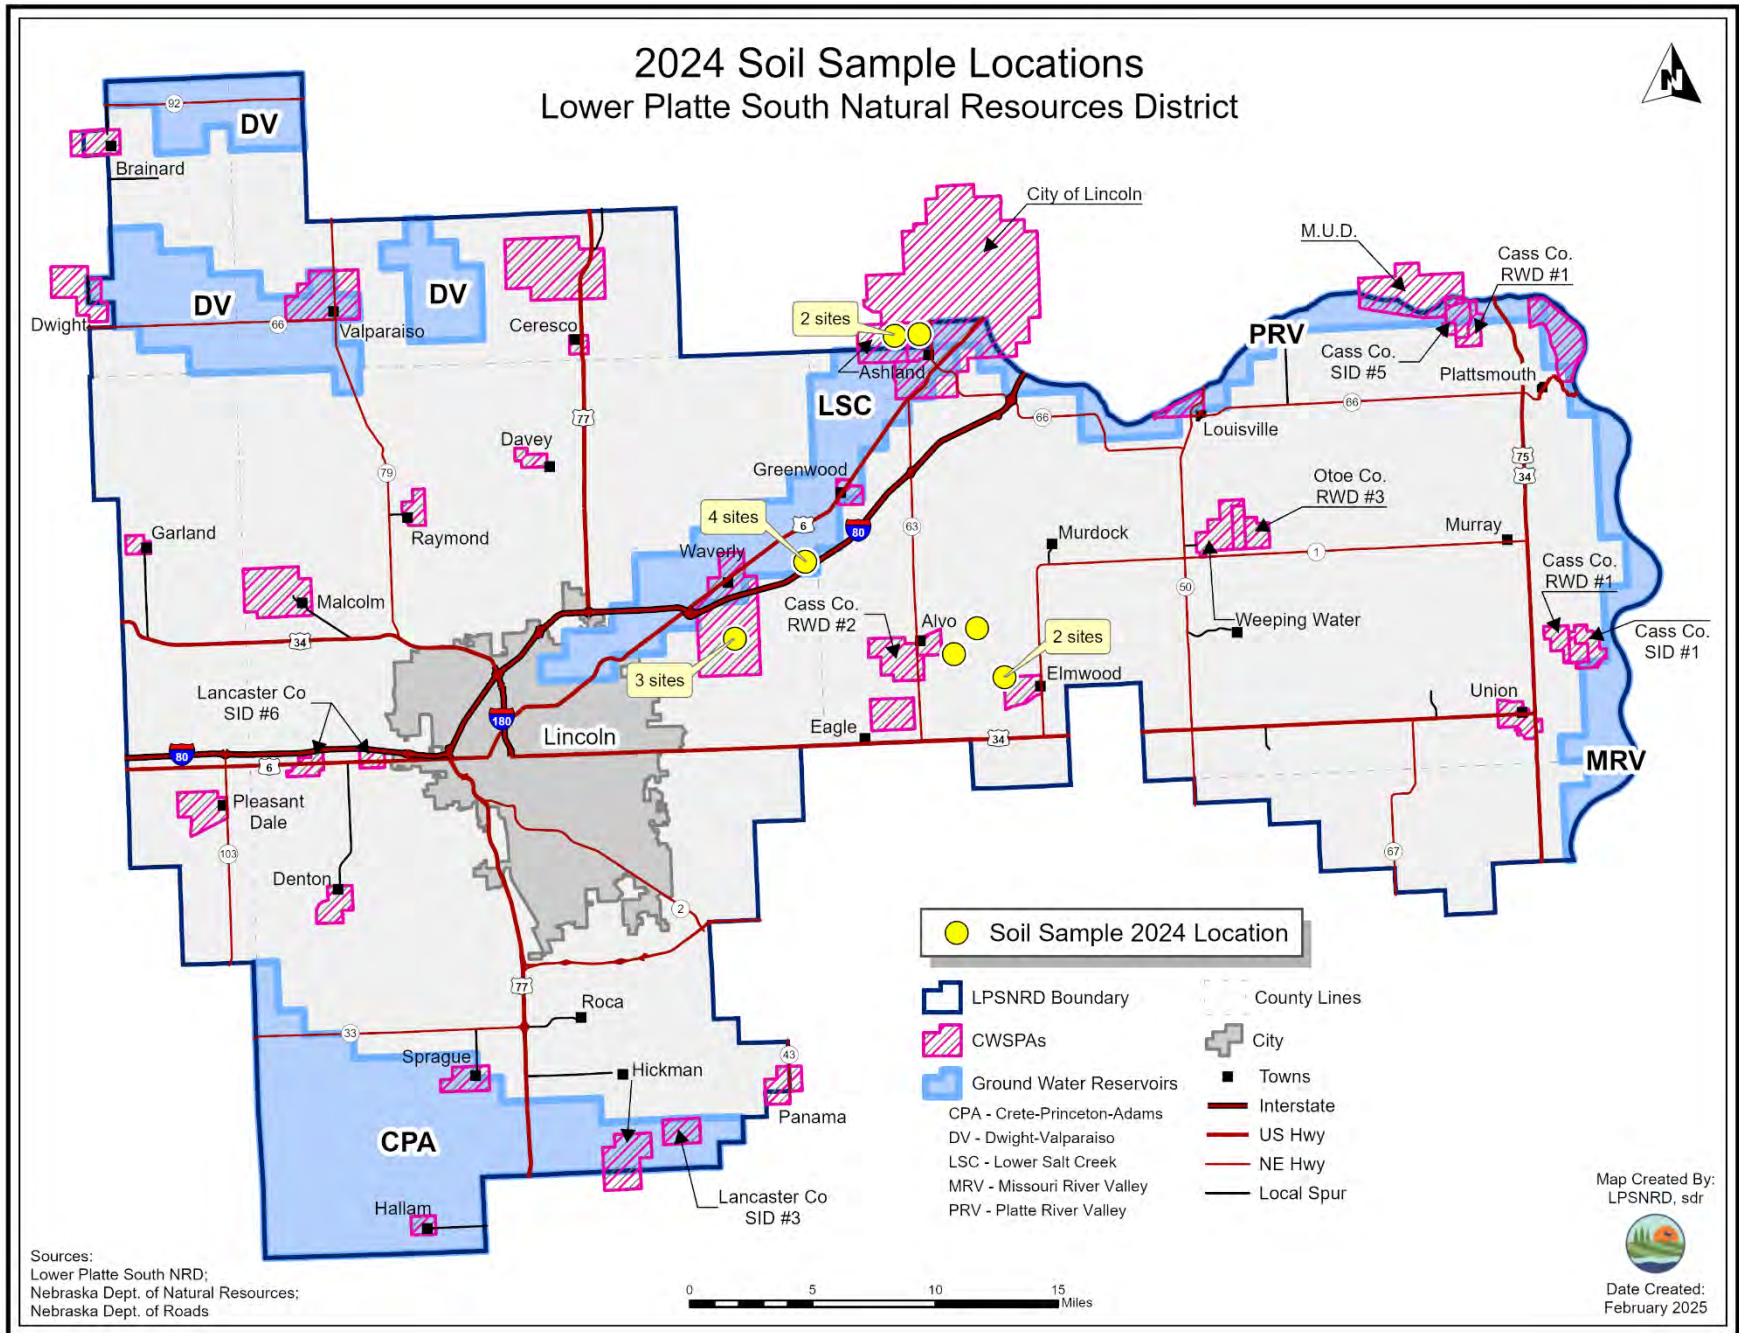 2024 Soil Sample Locations
Lower Platte South Natural Resources District
N
92
DV
Brainard
City of Lincoln
M.U.D.
Cass Co.
RWD #1
DV
DV
Dwight
66
Valparaiso
Ceresco
2 sites
Ashland
PRV
Cass Co.
SID #5
Plattsmouth
LSC
77
66
66
Louisville
Davey
79
Greenwood
75
34
Otoe Co.
RWD #3
4 sites
6
80
63
Garland
Raymond
Waverly
Murdock
1
Murray
Cass Co.
RWD #1
Malcolm
34
Cass Co.
RWD #2
Alvo
50
Weeping Water
Cass Co.
SID #1
2 sites
3 sites
Elmwood
Lancaster Co
SID #6
180
Lincoln
Eagle
34
Union
80
6
MRV
Pleasant
Dale
103
67
Denton
2
Soil Sample 2024 Location
77
Roca
33
Sprague
Hickman
43
Panama
CPA
Hallam
Lancaster Co
SID #3
LPSNRD Boundary
CWSPAs
Ground Water Reservoirs
CPA - Crete-Princeton-Adams
DV - Dwight-Valparaiso
LSC - Lower Salt Creek
MRV - Missouri River Valley
PRV - Platte River Valley
County Lines
City
Towns
Interstate
US Hwy
NE Hwy
Local Spur
Map Created By:
LPSNRD, sdr
Date Created:
February 2025
Sources:
Lower Platte South NRD;
Nebraska Dept. of Natural Resources;
Nebraska Dept. of Roads
0 5 10 15
Miles